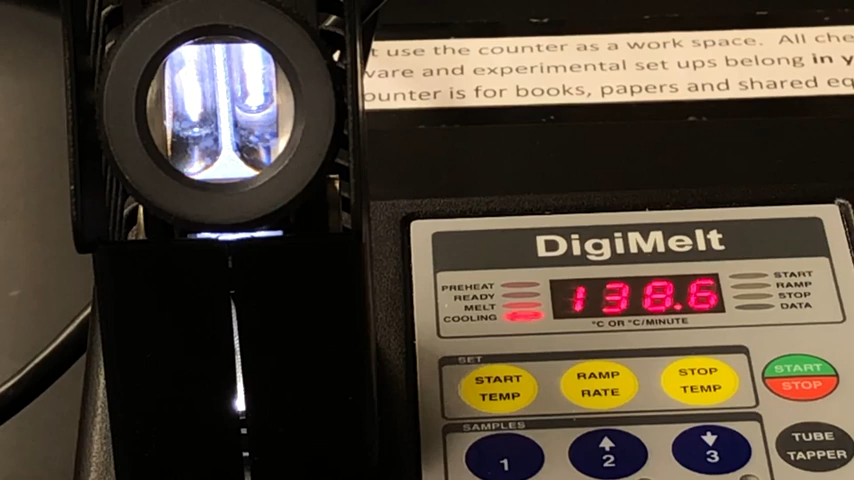 t use the counter as a work space. All che
ware and experimental set ups belong in y
ounter is for books, papers and shared eq
DigiMelt
PREHEAT
READY
MELT
COOLING
138.6
START
RAMP
STOP
DATA
°C OR °C/MINUTE
SET
START TEMP
RAMP RATE
STOP TEMP
START
STOP
SAMPLES
1
2
3
TUBE TAPPER